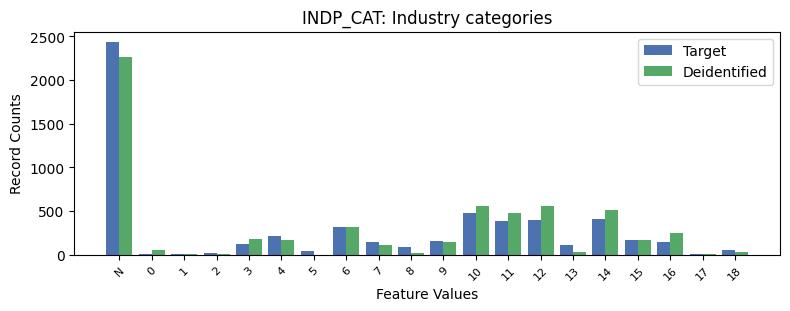 INDP_CAT: Industry categories
Target
Deidentified
Record Counts
2500
2000
1500
1000
500
0
N 0 1 2 3 4 5 6 7 8 9 10 11 12 13 14 15 16 17 18
Feature Values